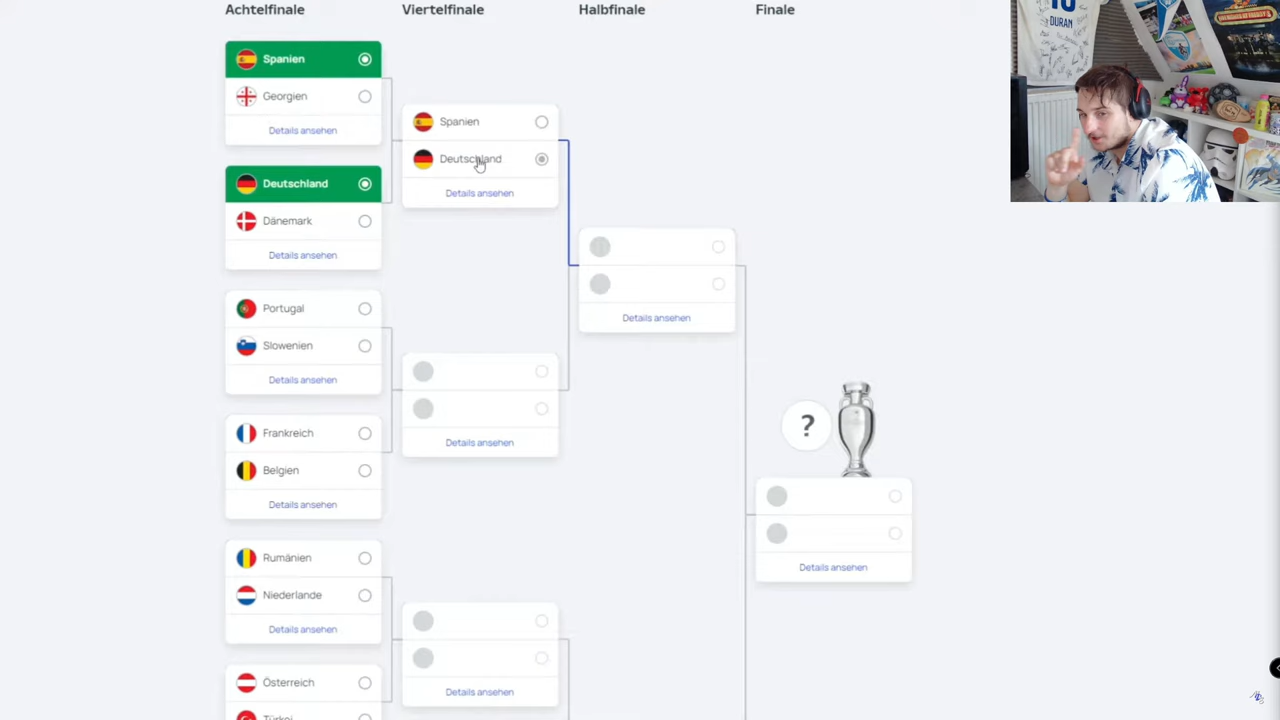 Achtelfinale
Viertelfinale
Halbfinale
Finale
Spanien
Georgien
Details ansehen
Deutschland
Dänemark
Details ansehen
Portugal
Slowenien
Details ansehen
Frankreich
Belgien
Details ansehen
Rumänien
Niederlande
Details ansehen
Österreich
Türkei
Spanien
Deutschland
Details ansehen
Details ansehen
Details ansehen
Details ansehen
?
Details ansehen
10
DURAN